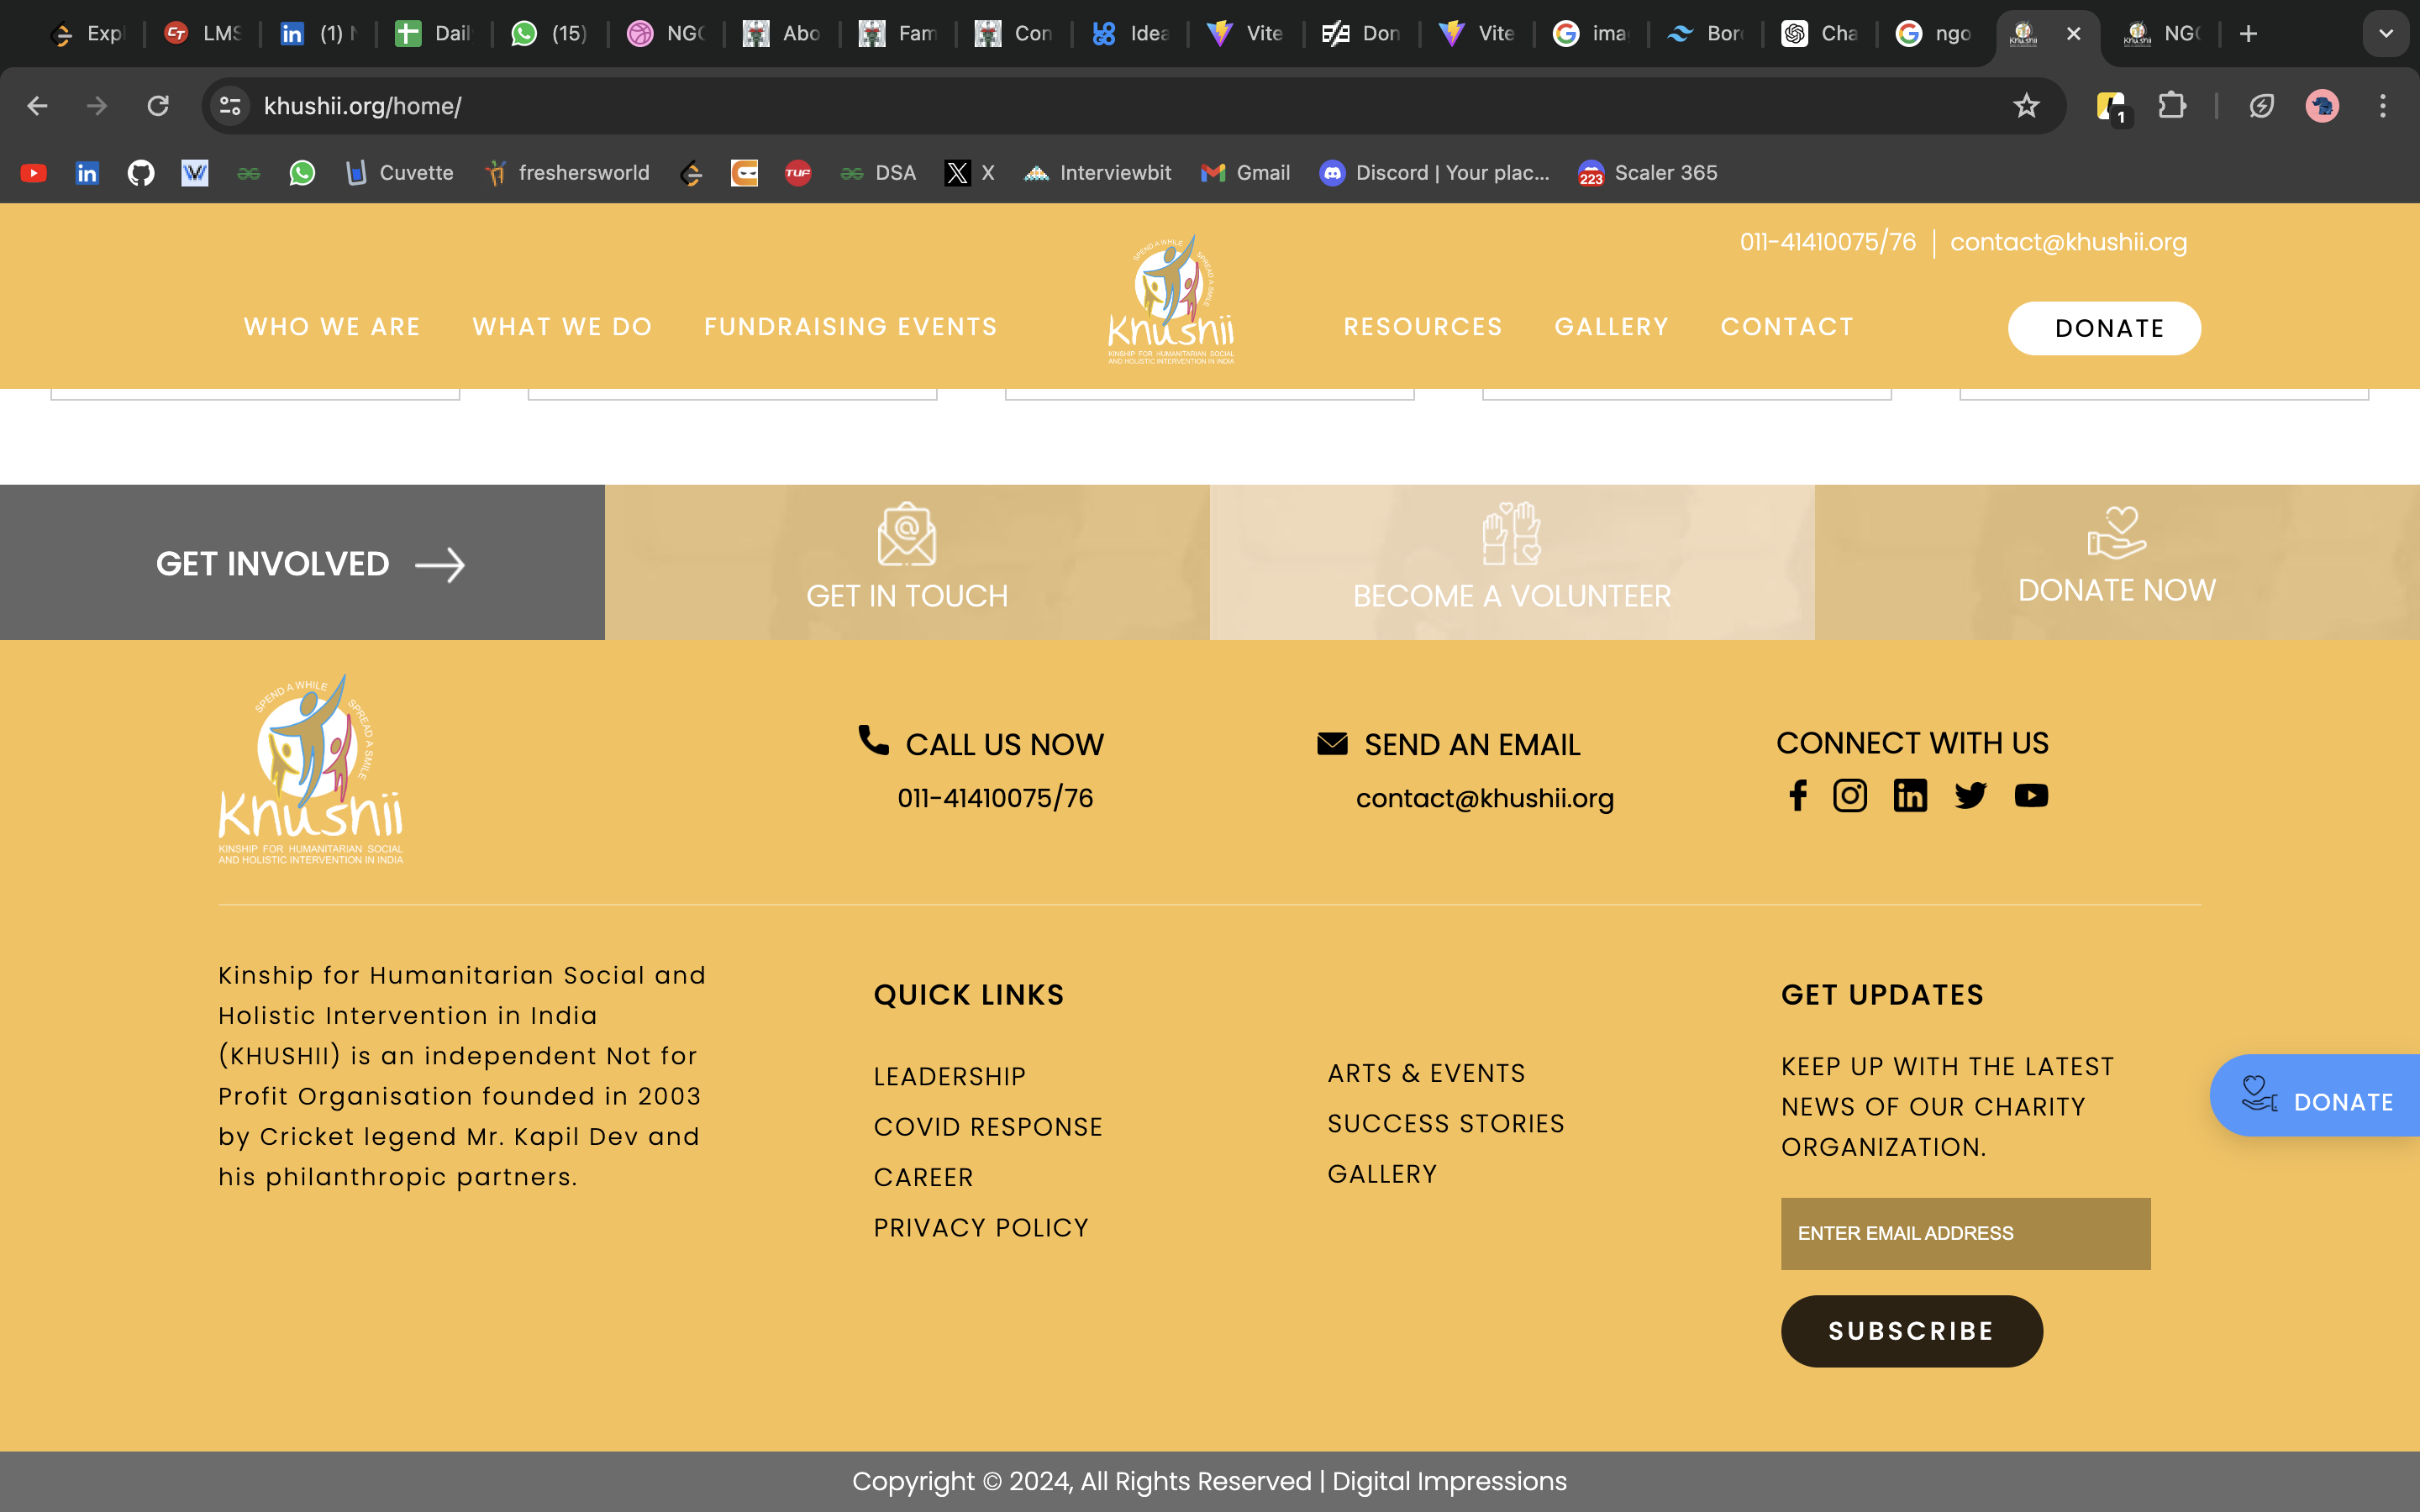 Exp
LMS
(1)
Dail
(15)
NGO
Abo
Fam
Con
Idea
Vite
Don
Vite
ima
Bor
Cha
ngo
NGO
khushii.org/home/
1
Cuvette
freshersworld
TUF
DSA
X
Interviewbit
Gmail
Discord | Your plac...
223
Scaler 365
011-41410075/76 | contact@khushii.org
WHO WE ARE
WHAT WE DO
FUNDRAISING EVENTS
SPEND A WHILE
SPREAD A SMILE
Khushii
KINSHIP FOR HUMANITARIAN SOCIAL
AND HOLISTIC INTERVENTION IN INDIA
RESOURCES
GALLERY
CONTACT
DONATE
GET INVOLVED
GET IN TOUCH
BECOME A VOLUNTEER
DONATE NOW
SPEND A WHILE
SPREAD A SMILE
Khushii
KINSHIP FOR HUMANITARIAN SOCIAL
AND HOLISTIC INTERVENTION IN INDIA
CALL US NOW
011-41410075/76
SEND AN EMAIL
contact@khushii.org
CONNECT WITH US
Kinship for Humanitarian Social and
Holistic Intervention in India
(KHUSHII) is an independent Not for
Profit Organisation founded in 2003
by Cricket legend Mr. Kapil Dev and
his philanthropic partners.
QUICK LINKS
LEADERSHIP
COVID RESPONSE
CAREER
PRIVACY POLICY
ARTS & EVENTS
SUCCESS STORIES
GALLERY
GET UPDATES
KEEP UP WITH THE LATEST
NEWS OF OUR CHARITY
ORGANIZATION.
ENTER EMAIL ADDRESS
SUBSCRIBE
DONATE
Copyright © 2024, All Rights Reserved | Digital Impressions